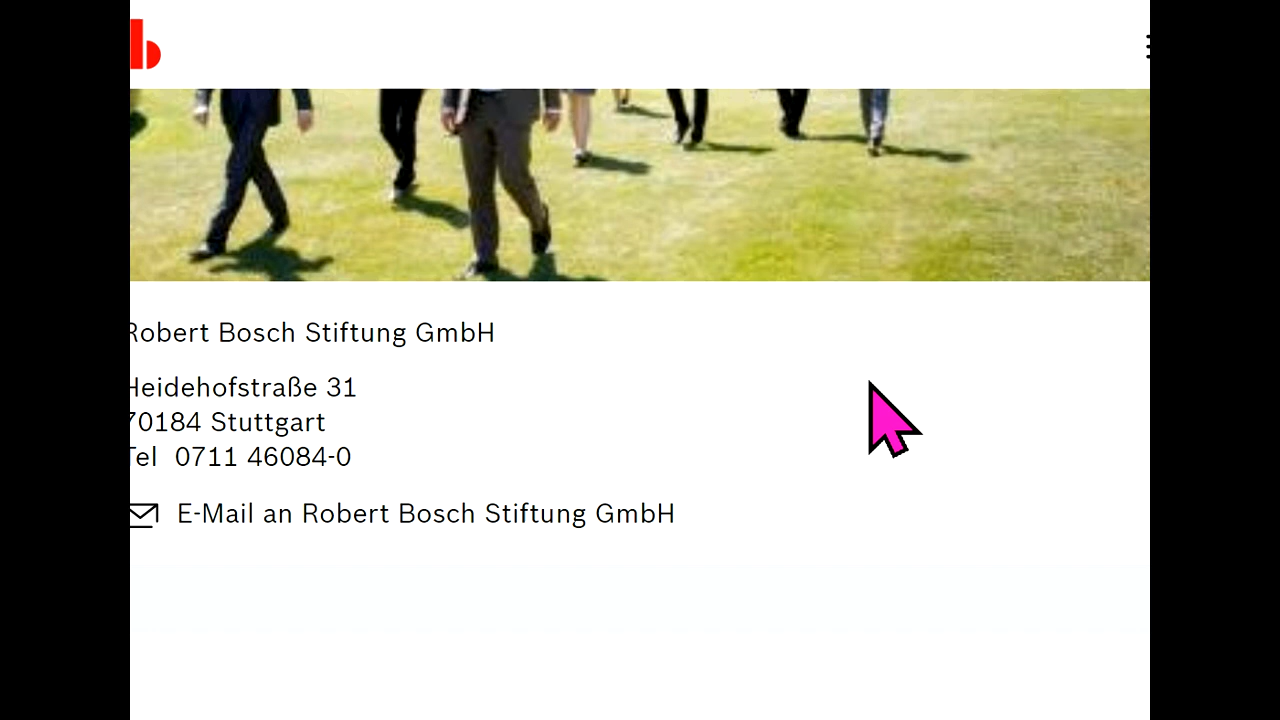 Robert Bosch Stiftung GmbH
Heidehofstraße 31
70184 Stuttgart
Tel 0711 46084-0
E-Mail an Robert Bosch Stiftung GmbH